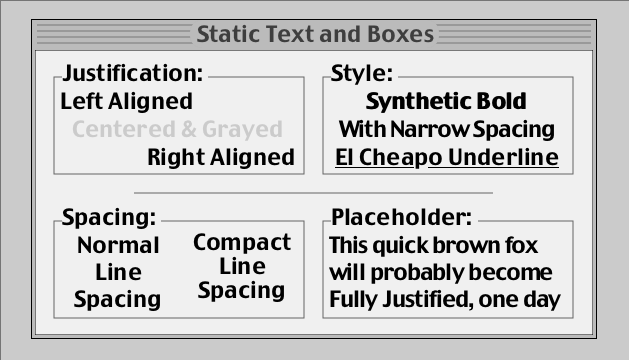 Static Text and Boxes
Justification:
Left Aligned
Centered & Grayed
Right Aligned
Style:
Synthetic Bold
With Narrow Spacing
El Cheapo Underline
Spacing:
Normal
Line
Spacing
Compact
Line
Spacing
Placeholder:
This quick brown fox
will probably become
Fully Justified, one day